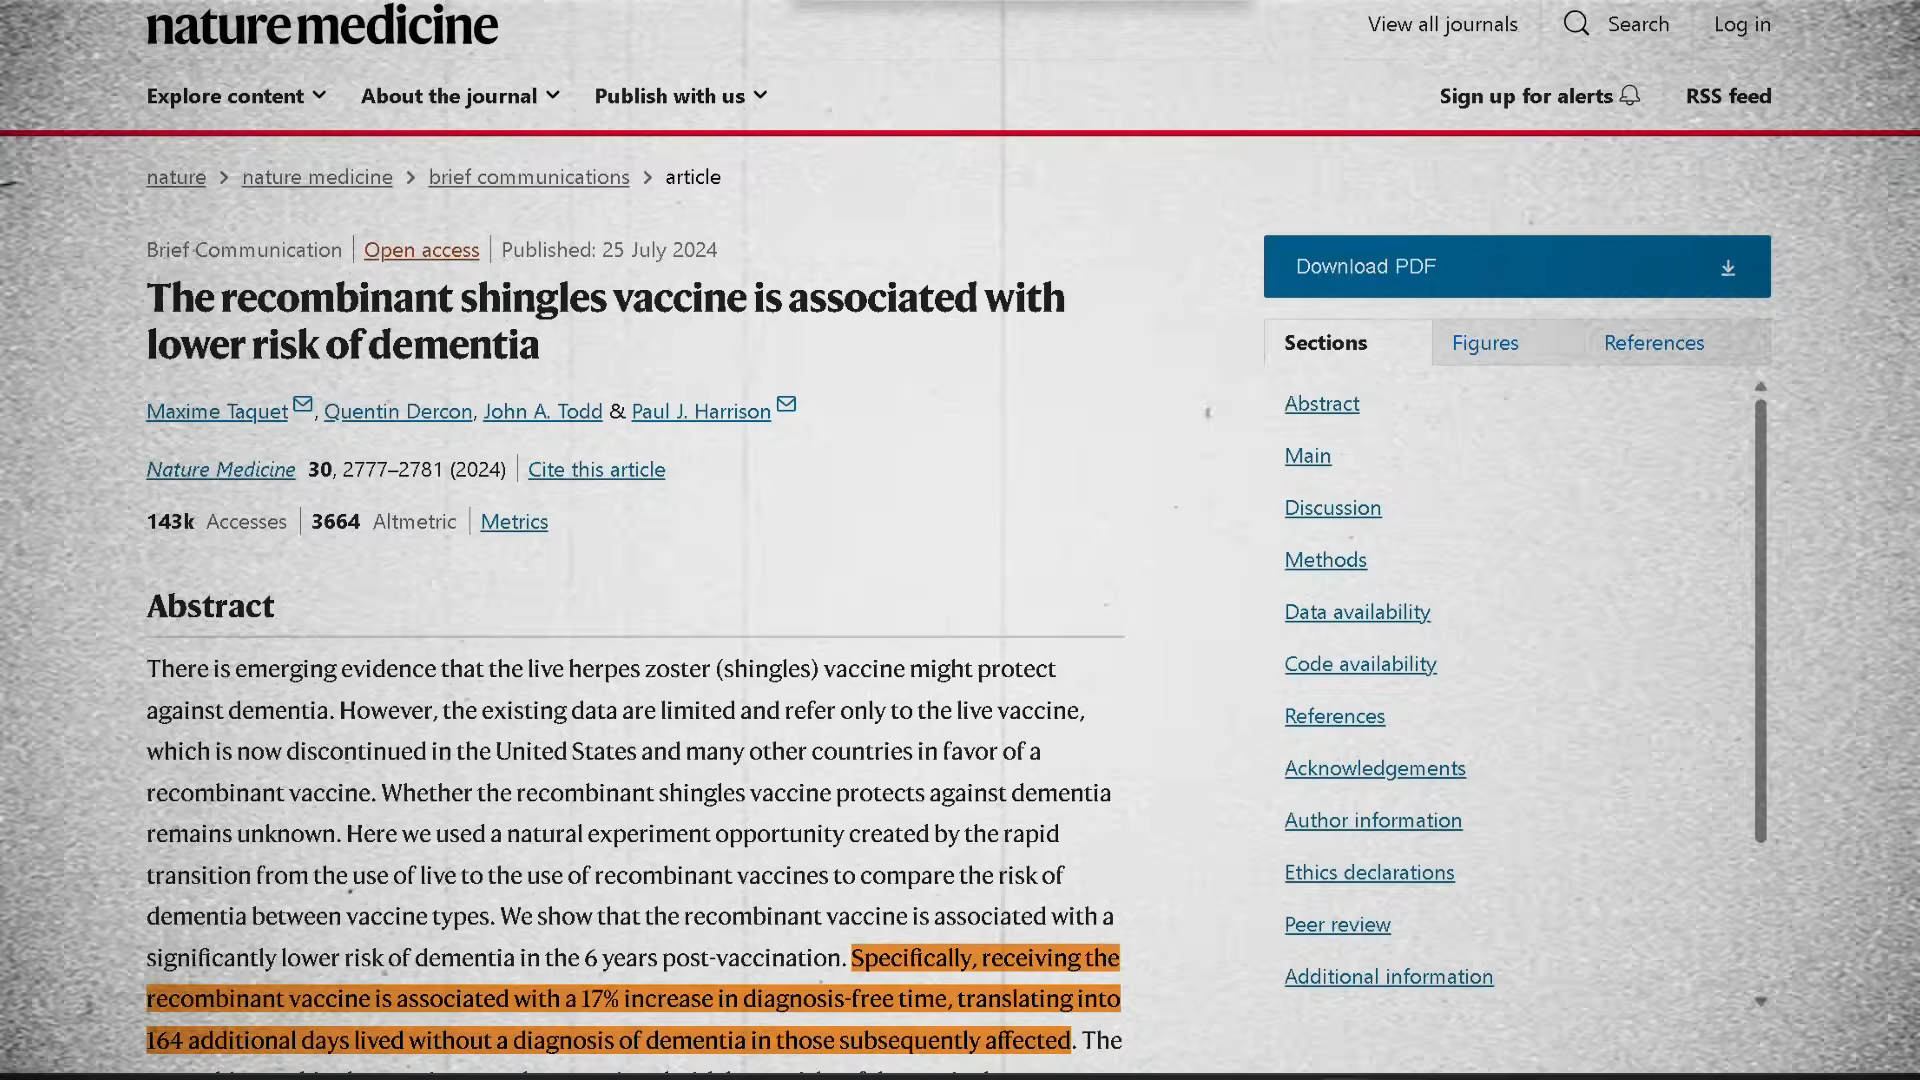 nature medicine
View all journals Search Log in
Explore content About the journal Publish with us
Sign up for alerts RSS feed
nature > nature medicine > brief communications > article
Brief Communication | Open access | Published: 25 July 2024
The recombinant shingles vaccine is associated with
lower risk of dementia
Maxime Taquet, Quentin Dercon, John A. Todd & Paul J. Harrison
Nature Medicine 30, 2777–2781 (2024) | Cite this article
143k Accesses | 3664 Altmetric | Metrics
Abstract
There is emerging evidence that the live herpes zoster (shingles) vaccine might protect
against dementia. However, the existing data are limited and refer only to the live vaccine,
which is now discontinued in the United States and many other countries in favor of a
recombinant vaccine. Whether the recombinant shingles vaccine protects against dementia
remains unknown. Here we used a natural experiment opportunity created by the rapid
transition from the use of live to the use of recombinant vaccines to compare the risk of
dementia between vaccine types. We show that the recombinant vaccine is associated with a
significantly lower risk of dementia in the 6 years post-vaccination. Specifically, receiving the
recombinant vaccine is associated with a 17% increase in diagnosis-free time, translating into
164 additional days lived without a diagnosis of dementia in those subsequently affected. The
Download PDF
Sections Figures References
Abstract
Main
Discussion
Methods
Data availability
Code availability
References
Acknowledgements
Author information
Ethics declarations
Peer review
Additional information